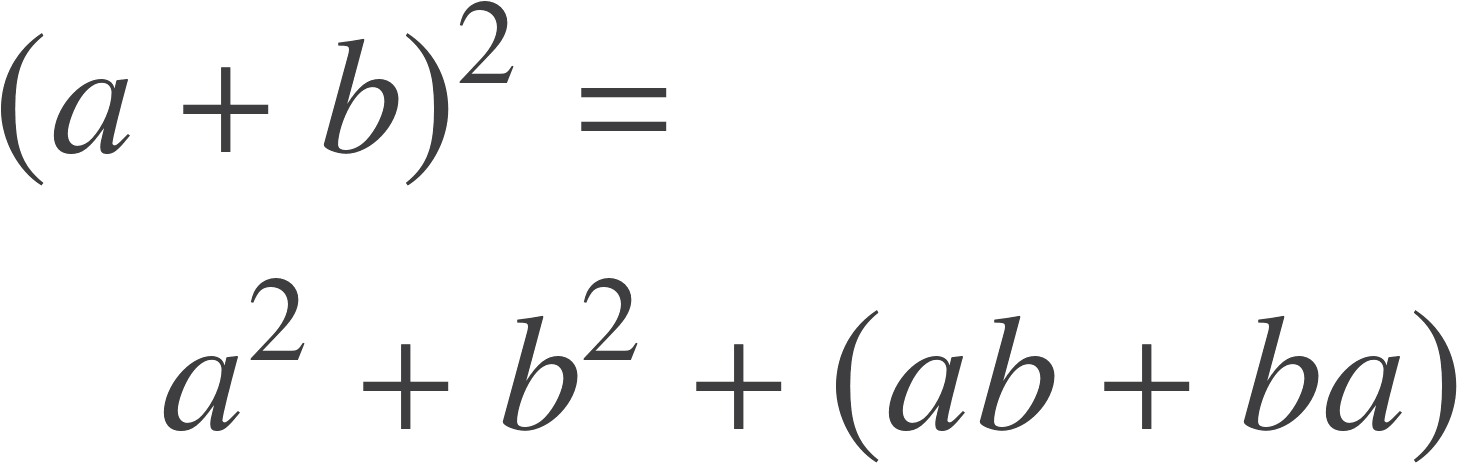 (a + b)² =
a² + b² + (ab + ba)